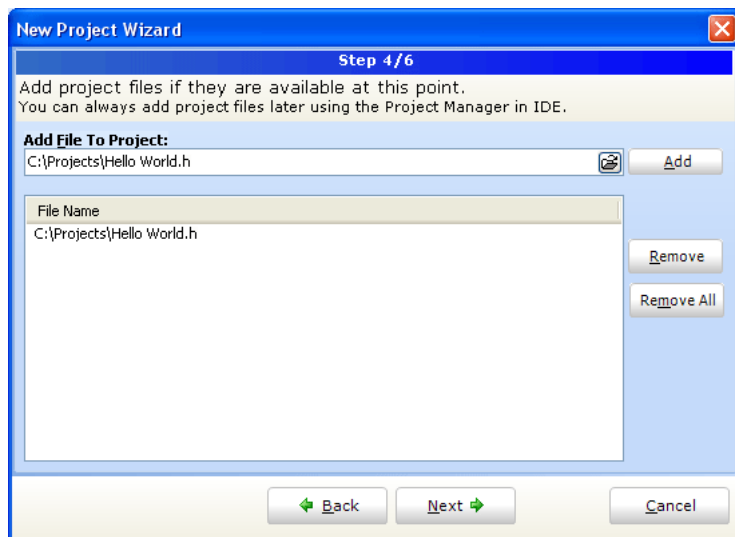 New Project Wizard
Step 4/6
Add project files if they are available at this point.
You can always add project files later using the Project Manager in IDE.
Add File To Project:
C:\Projects\Hello World.h
Add
File Name
C:\Projects\Hello World.h
Remove
Remove All
Back
Next
Cancel